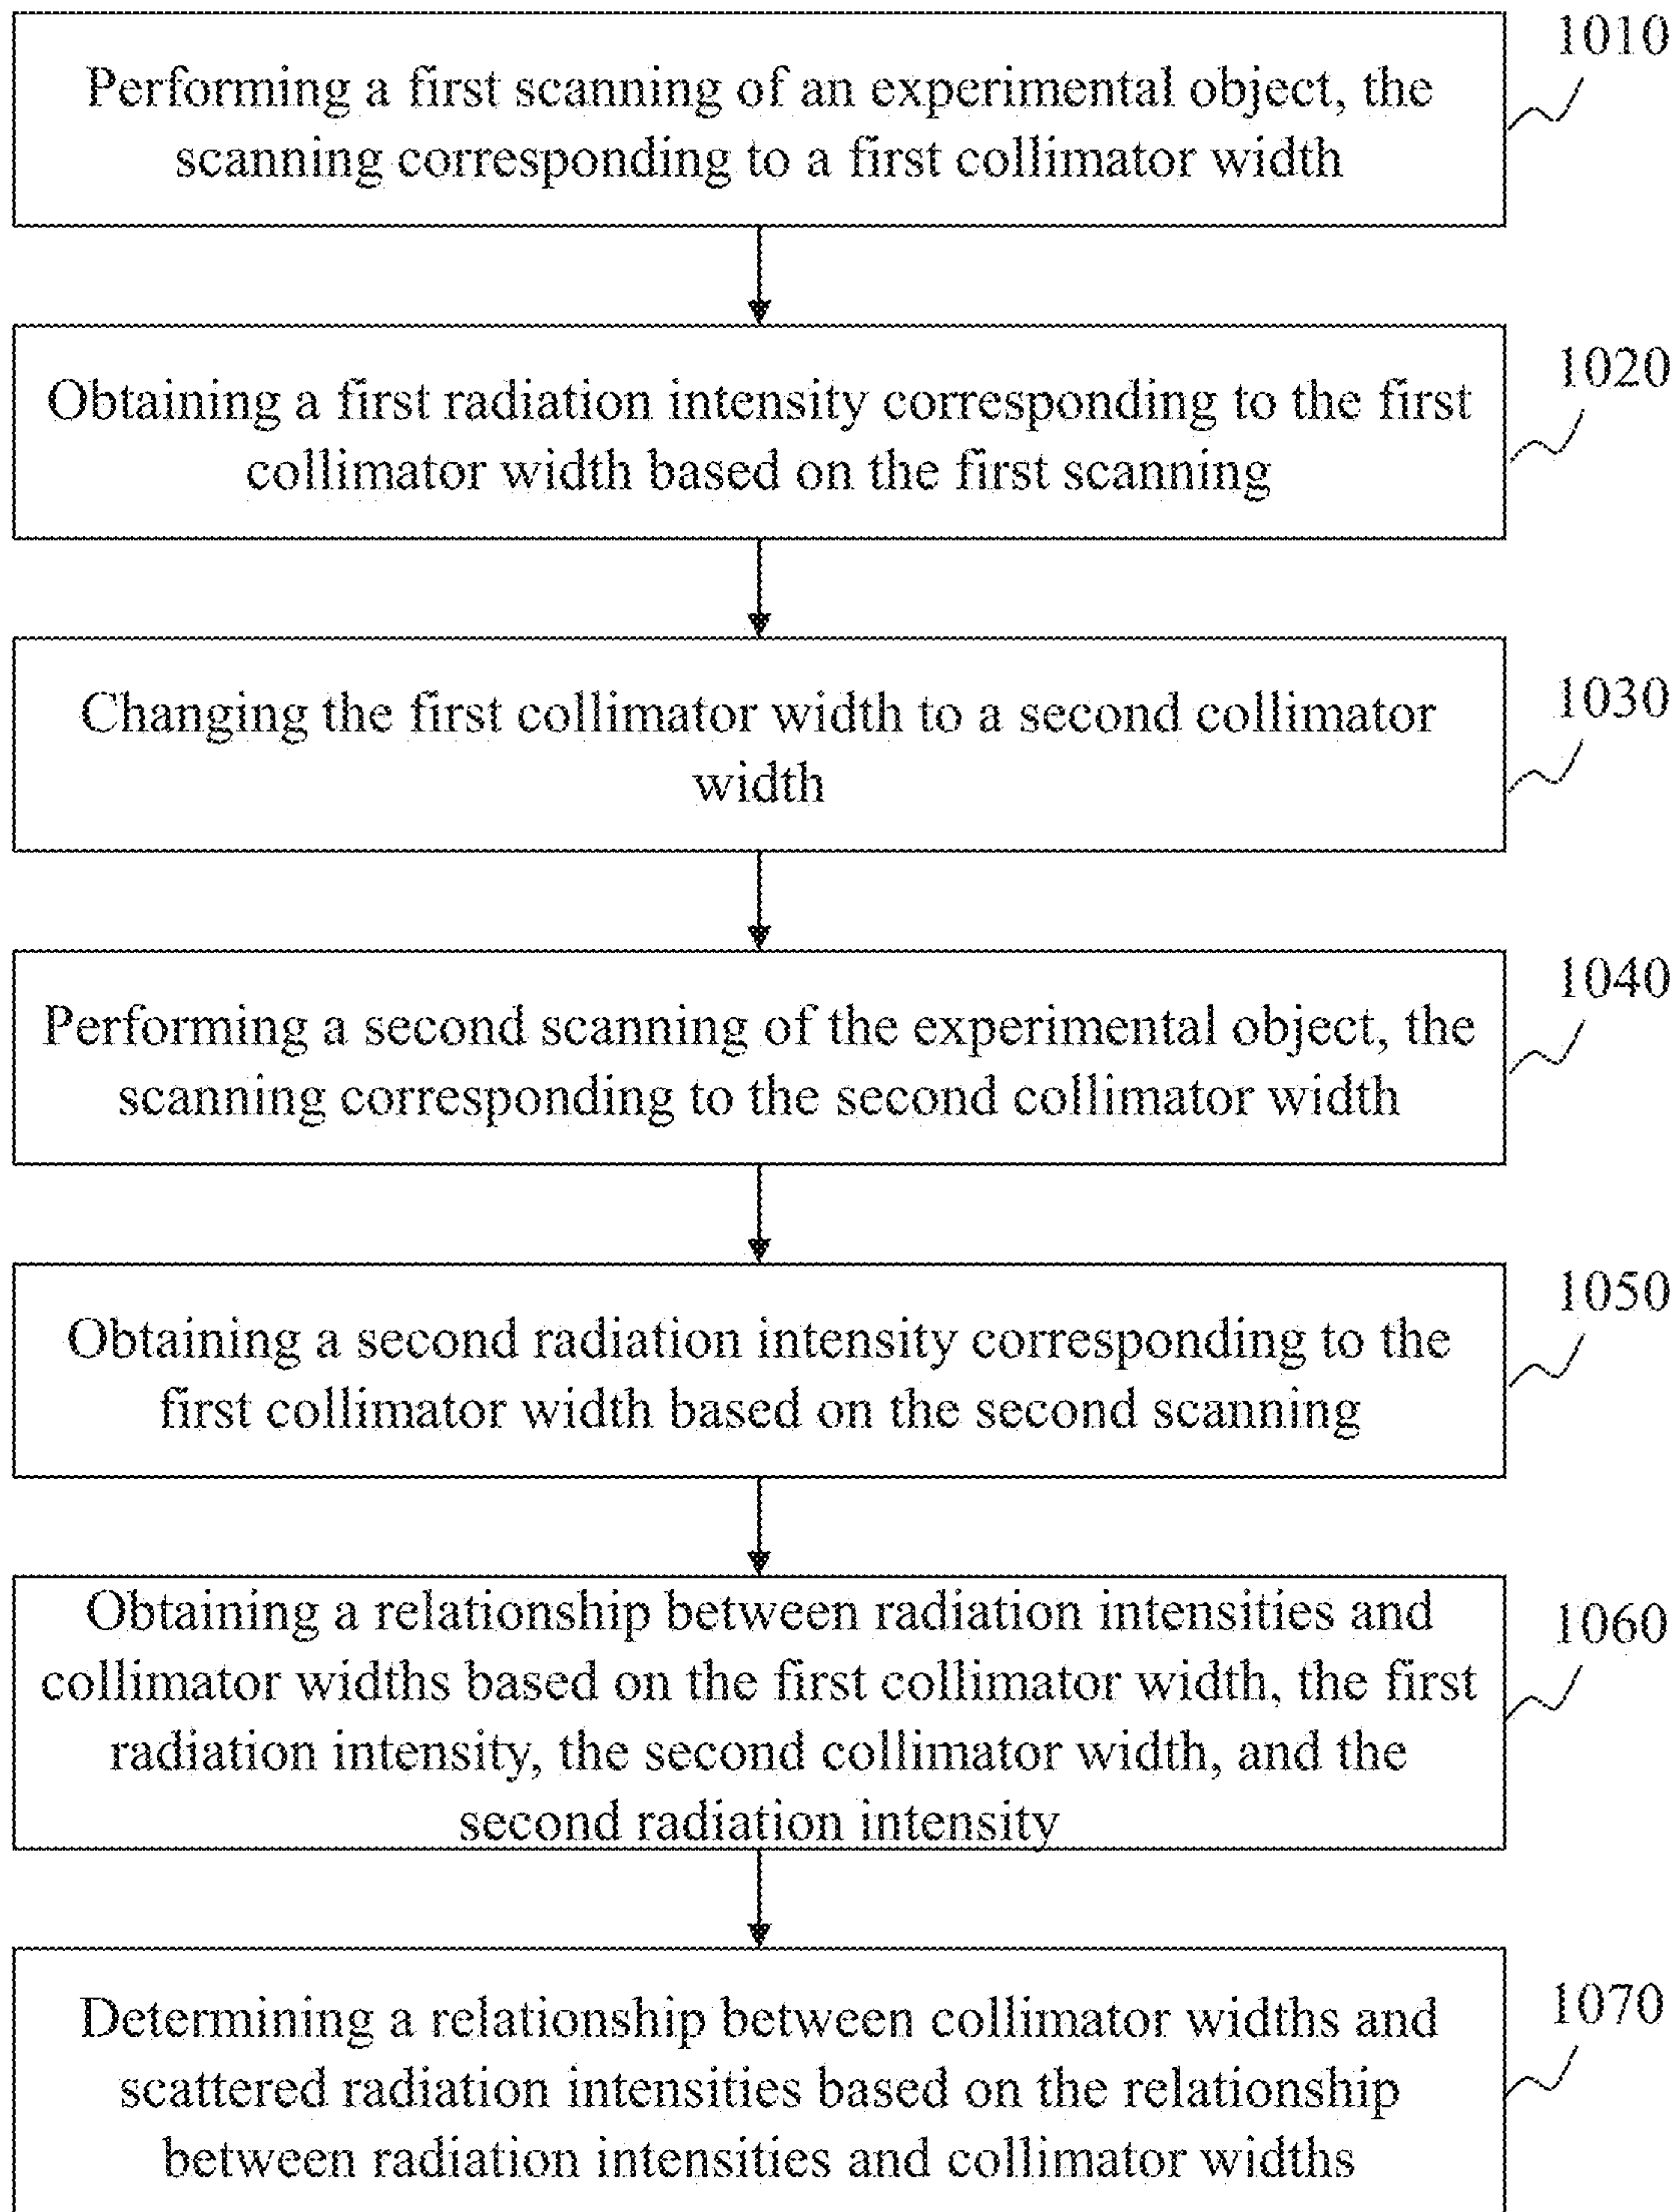 1010
Performing a first scanning of an experimental object, the
scanning corresponding to a first collimator width
1020
Obtaining a first radiation intensity corresponding to the first
collimator width based on the first scanning
1030
Changing the first collimator width to a second collimator
width
1040
Performing a second scanning of the experimental object, the
scanning corresponding to the second collimator width
1050
Obtaining a second radiation intensity corresponding to the
first collimator width based on the second scanning
1060
Obtaining a relationship between radiation intensities and
collimator widths based on the first collimator width, the first
radiation intensity, the second collimator width, and the
second radiation intensity
1070
Determining a relationship between collimator widths and
scattered radiation intensities based on the relationship
between radiation intensities and collimator widths